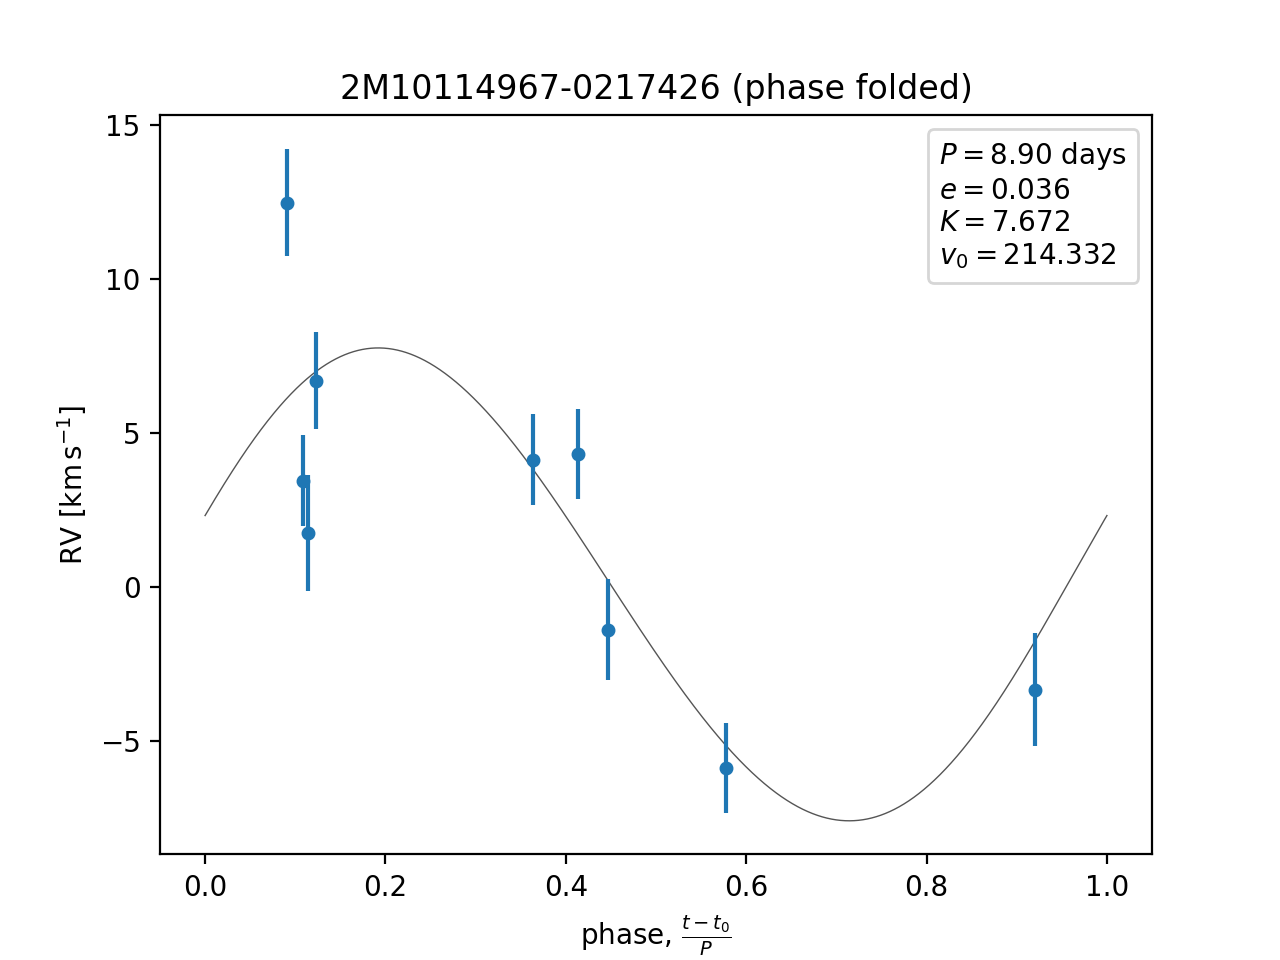 2M10114967-0217426 (phase folded)
P = 8.90 days
e = 0.036
K = 7.672
v₀ = 214.332
15
10
5
0
−5
RV [km s⁻¹]
0.0 0.2 0.4 0.6 0.8 1.0
phase, (t − t₀)/P